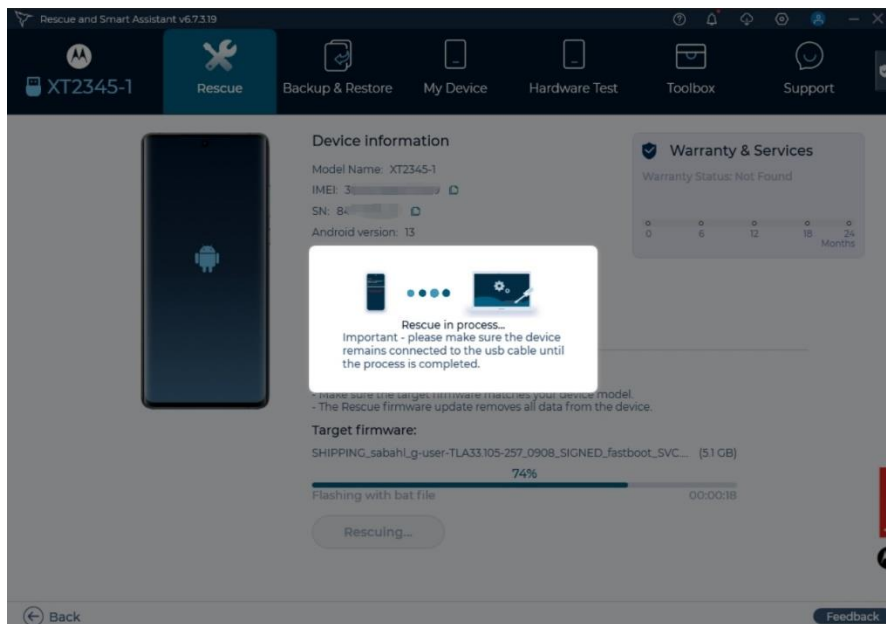 Rescue and Smart Assistant v6.7.3.19
XT2345-1
Rescue
Backup & Restore
My Device
Hardware Test
Toolbox
Support
Device information
Model Name: XT2345-1
IMEI: 3
SN: 84
Android version: 13
Warranty & Services
Warranty Status: Not Found
0 6 12 18 24
Months
Rescue in process...
Important - please make sure the device
remains connected to the usb cable until
the process is completed.
- Make sure the target firmware matches your device model.
- The Rescue firmware update removes all data from the device.
Target firmware:
SHIPPING_sabahl_g-user-TLA33.105-257_0908_SIGNED_fastboot_SVC.... (5.1 GB)
74%
Flashing with bat file 00:00:18
Rescuing...
Back
Feedback